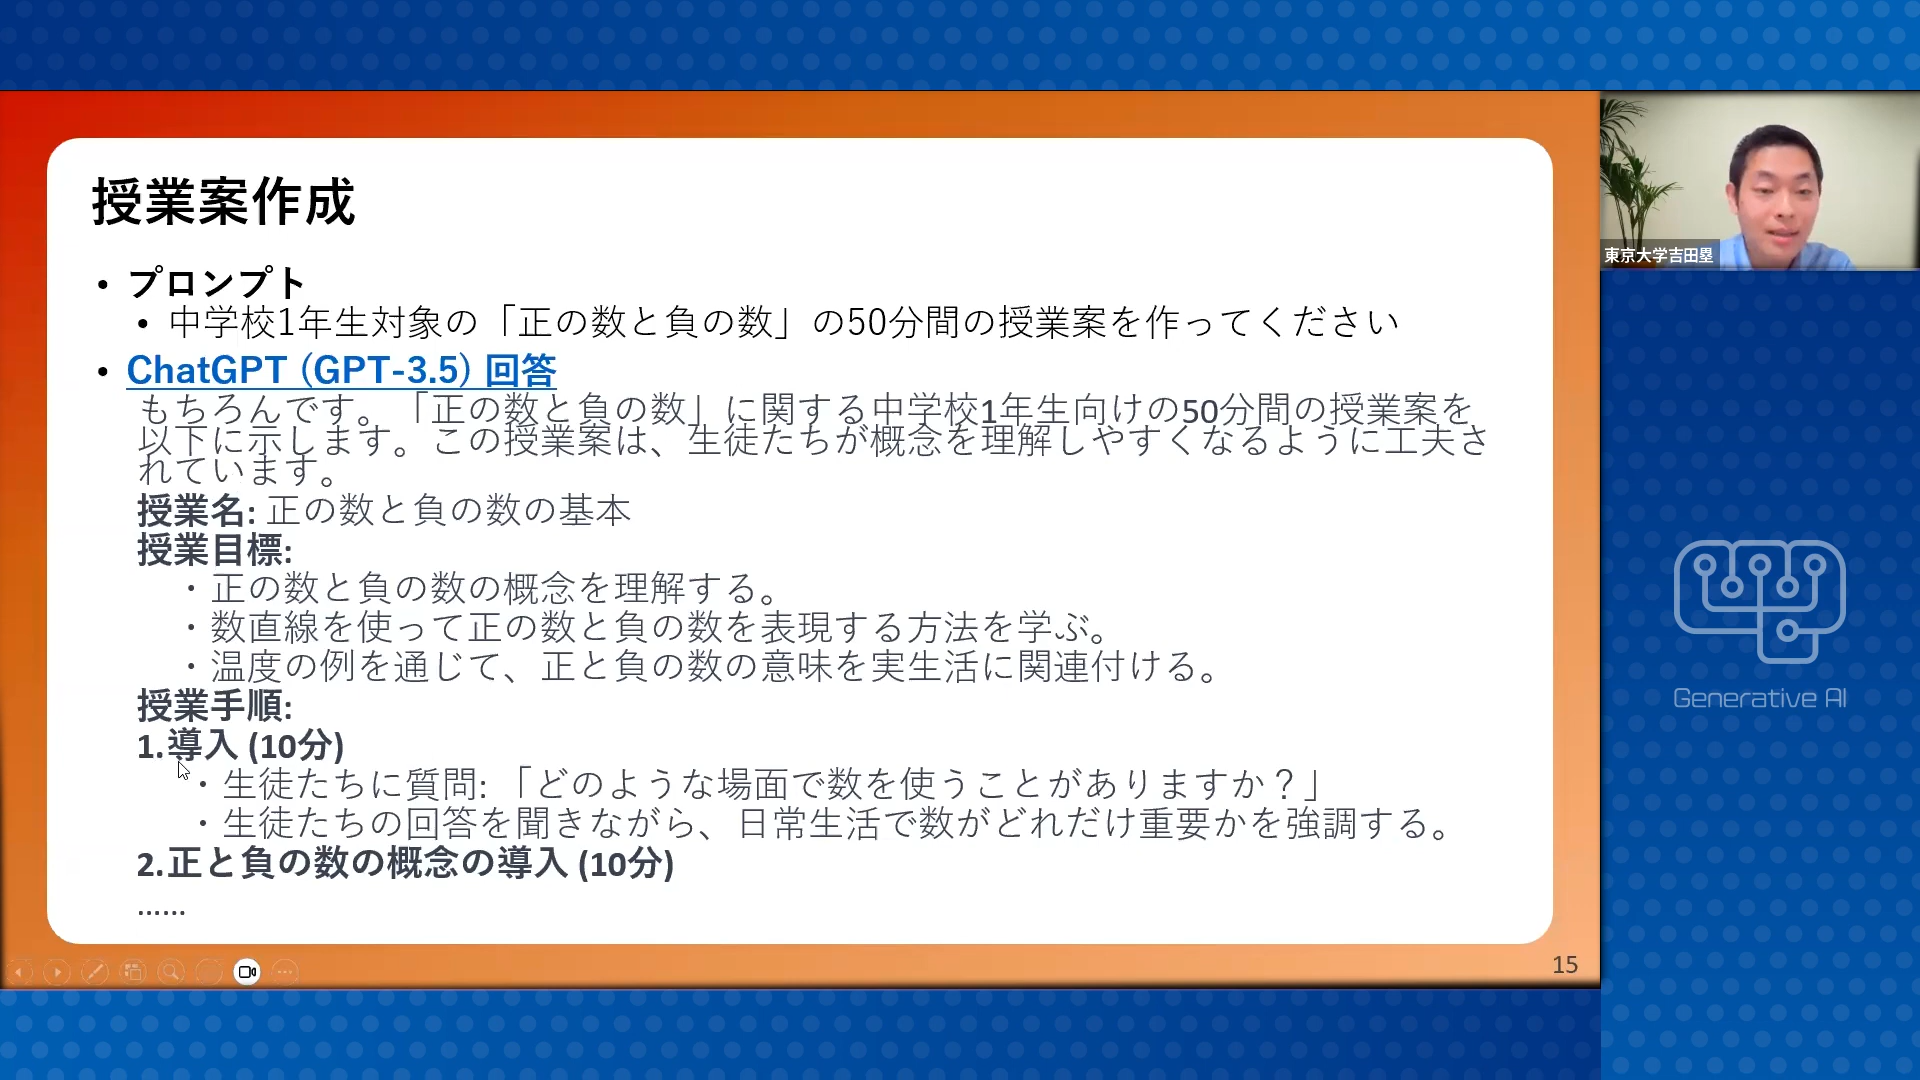 授業案作成
• プロンプト
• 中学校1年生対象の「正の数と負の数」の50分間の授業案を作ってください
• ChatGPT (GPT-3.5) 回答
もちろんです。「正の数と負の数」に関する中学校1年生向けの50分間の授業案を
以下に示します。この授業案は、生徒たちが概念を理解しやすくなるように工夫さ
れています。
授業名: 正の数と負の数の基本
授業目標:
・正の数と負の数の概念を理解する。
・数直線を使って正の数と負の数を表現する方法を学ぶ。
・温度の例を通じて、正と負の数の意味を実生活に関連付ける。
授業手順:
1.導入 (10分)
・生徒たちに質問: 「どのような場面で数を使うことがありますか？」
・生徒たちの回答を聞きながら、日常生活で数がどれだけ重要かを強調する。
2.正と負の数の概念の導入 (10分)
……
15
東京大学吉田塁
Generative AI